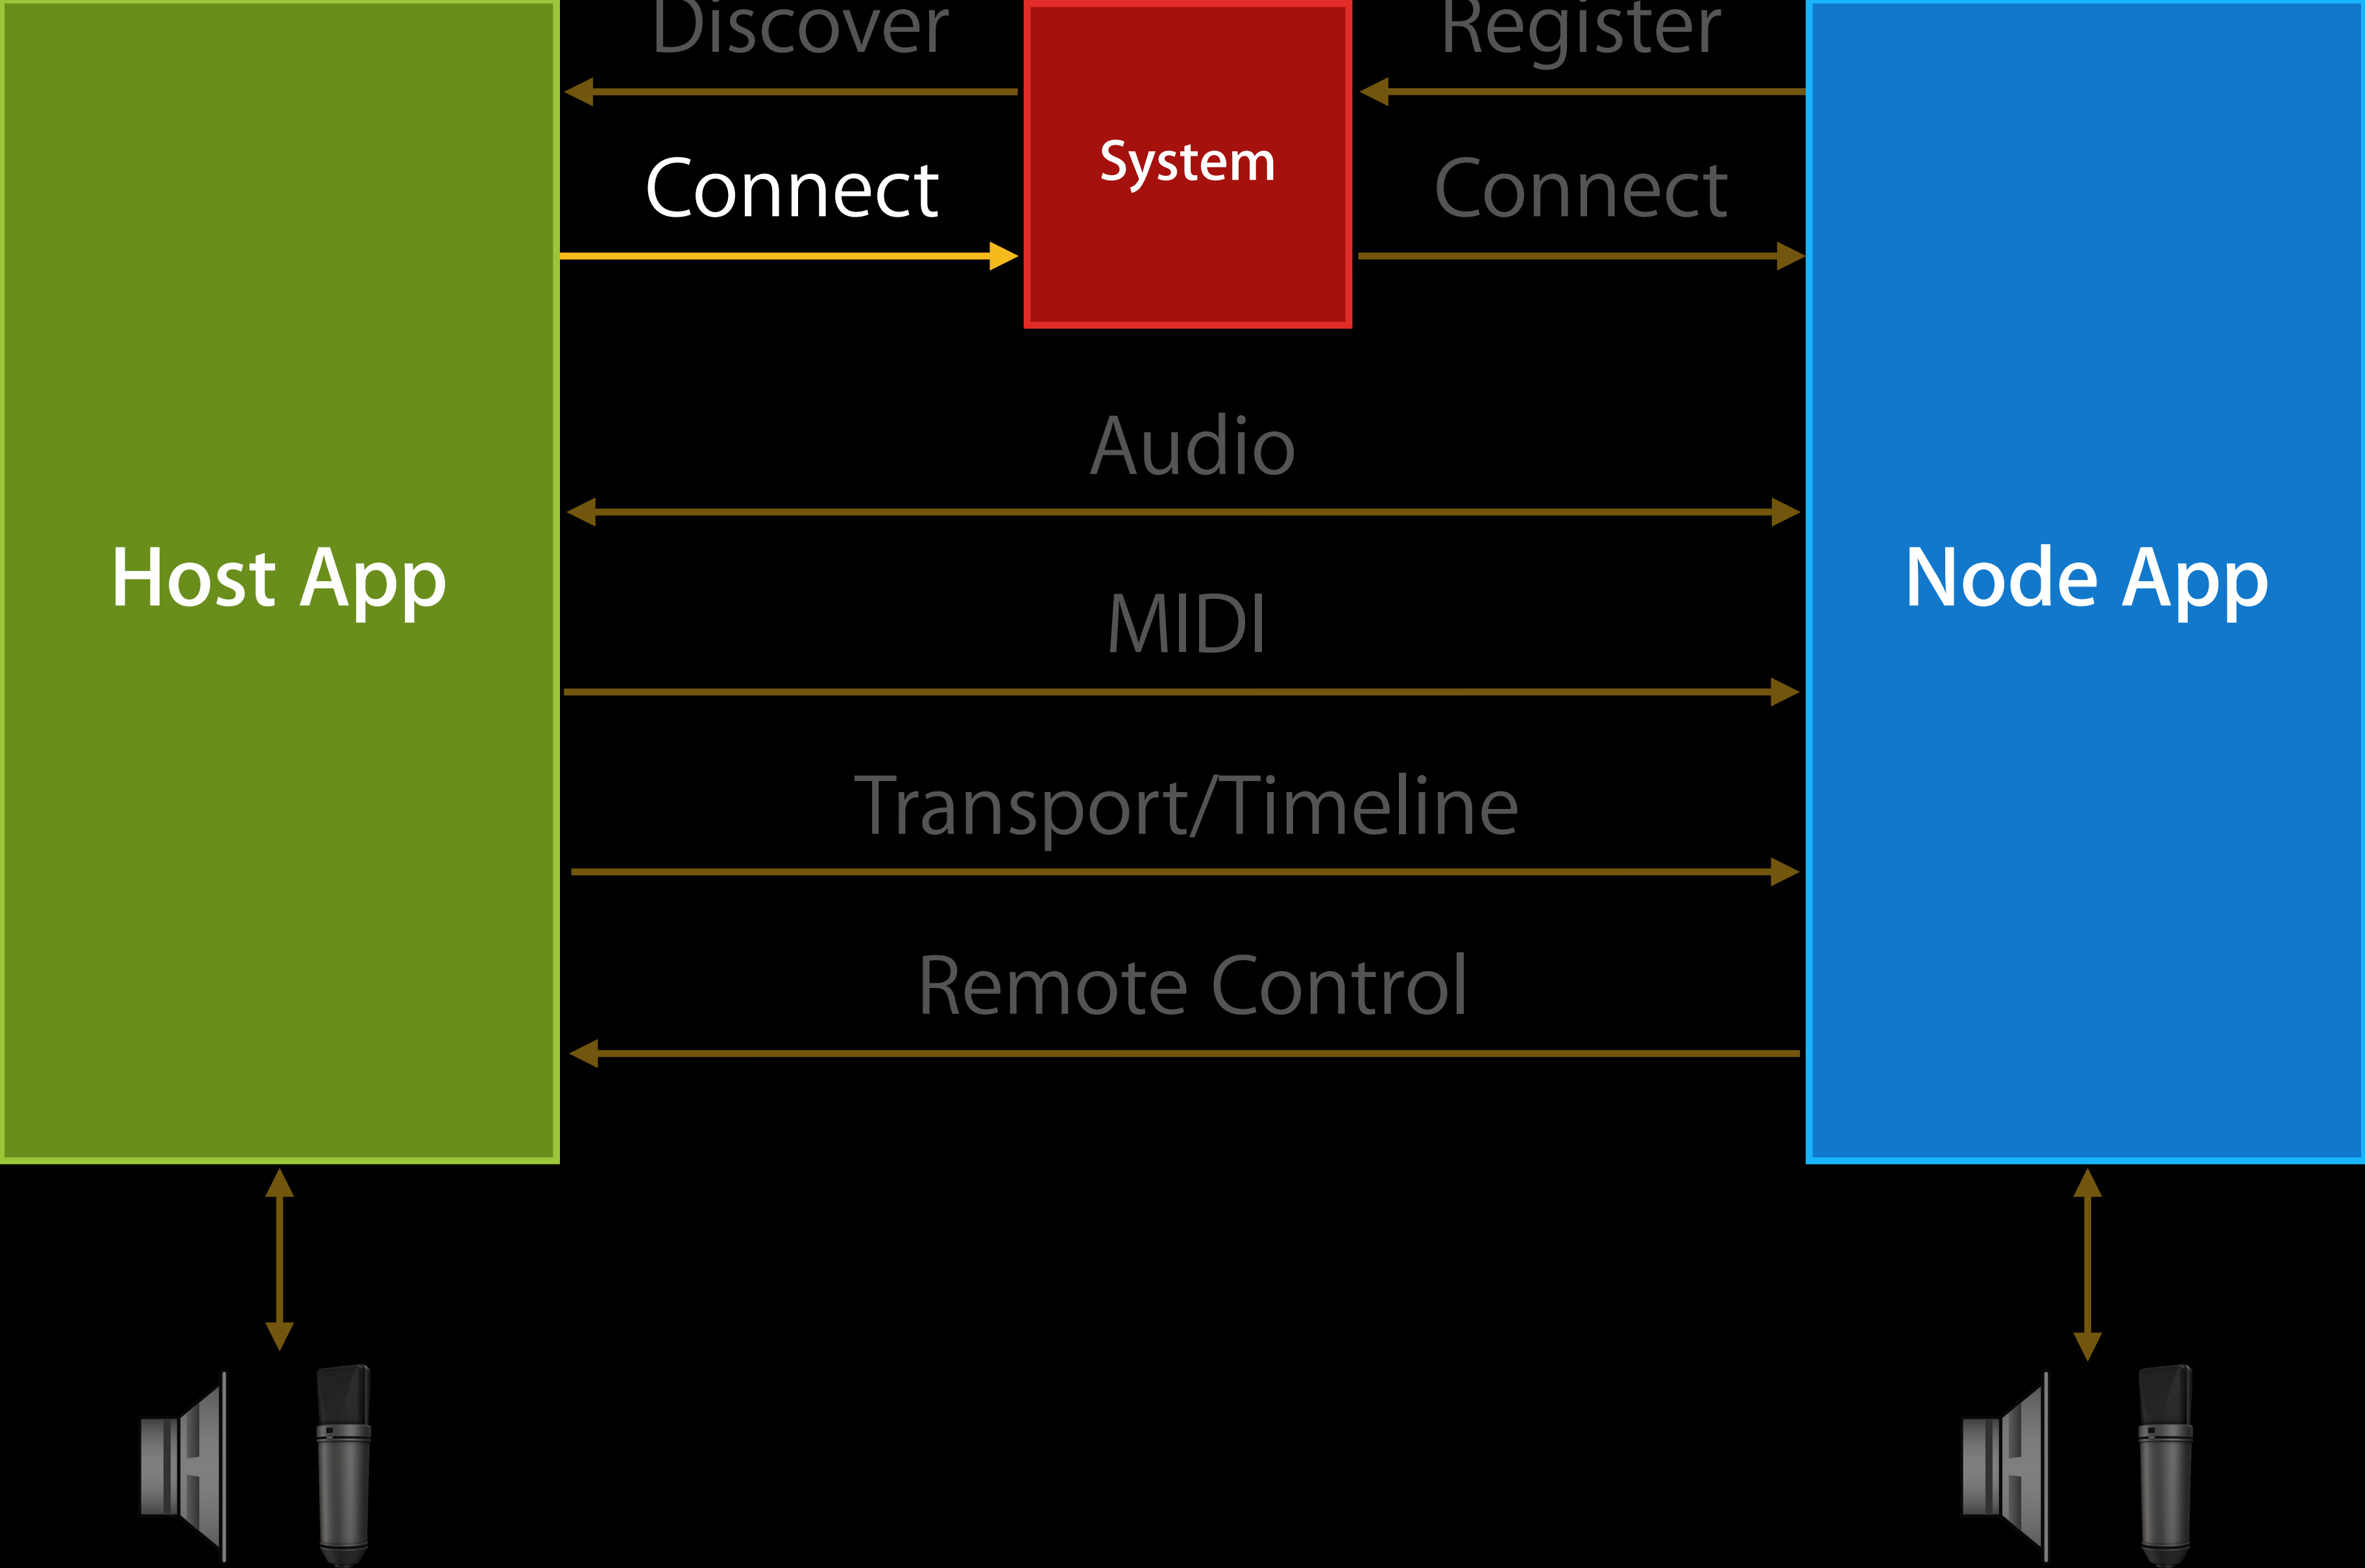 Discover
Register
System
Connect
Connect
Audio
Host App
Node App
MIDI
Transport/Timeline
Remote Control